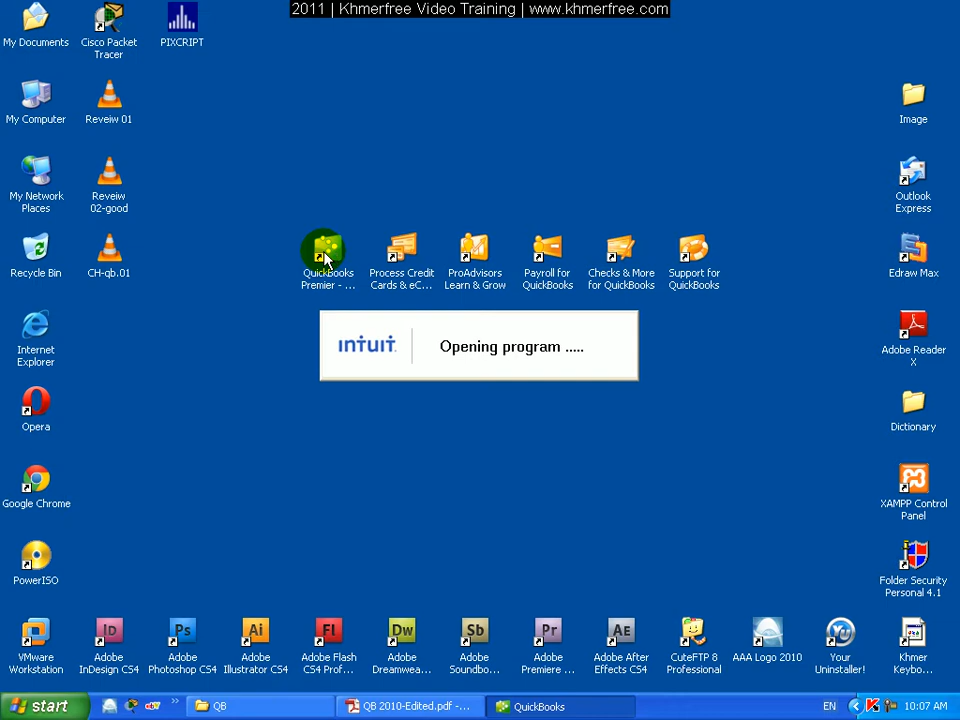 2011 | Khmerfree Video Training | www.khmerfree.com
My Documents
Cisco Packet
Tracer
PIXCRIPT
My Computer
Reveiw 01
Image
My Network
Places
Reveiw
02-good
Outlook
Express
Recycle Bin
CH-qb.01
QuickBooks
Premier - ...
Process Credit
Cards & eC...
ProAdvisors
Learn & Grow
Payroll for
QuickBooks
Checks & More
for QuickBooks
Support for
QuickBooks
Edraw Max
Internet
Explorer
intuit.
Opening program .....
Adobe Reader
X
Opera
Dictionary
Google Chrome
XAMPP Control
Panel
PowerISO
Folder Security
Personal 4.1
VMware
Workstation
Adobe
InDesign CS4
Adobe
Photoshop CS4
Adobe
Illustrator CS4
Adobe Flash
CS4 Prof...
Adobe
Dreamwea...
Adobe
Soundbo...
Adobe
Premiere ...
Adobe After
Effects CS4
CuteFTP 8
Professional
AAA Logo 2010
Your
Uninstaller!
Khmer
Keybo...
start
QB
QB 2010-Edited.pdf -...
QuickBooks
EN
10:07 AM